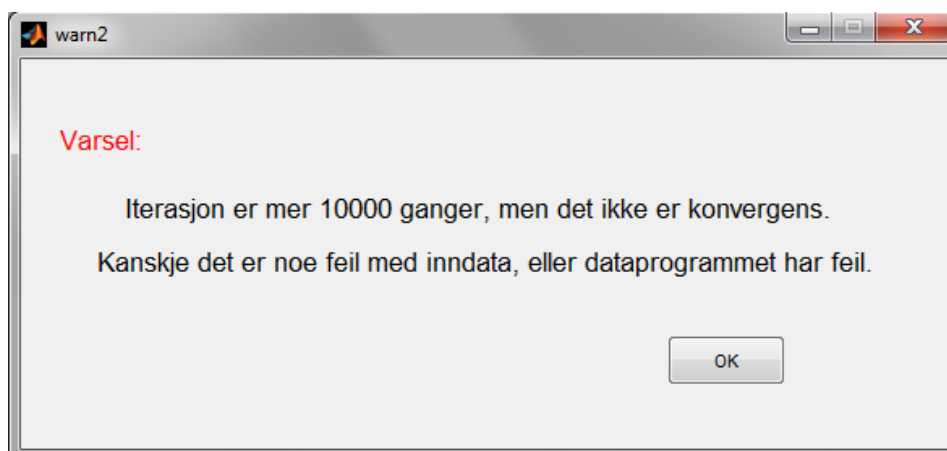 warn2
Varsel:
Iterasjon er mer 10000 ganger, men det ikke er konvergens.
Kanskje det er noe feil med inndata, eller dataprogrammet har feil.
OK